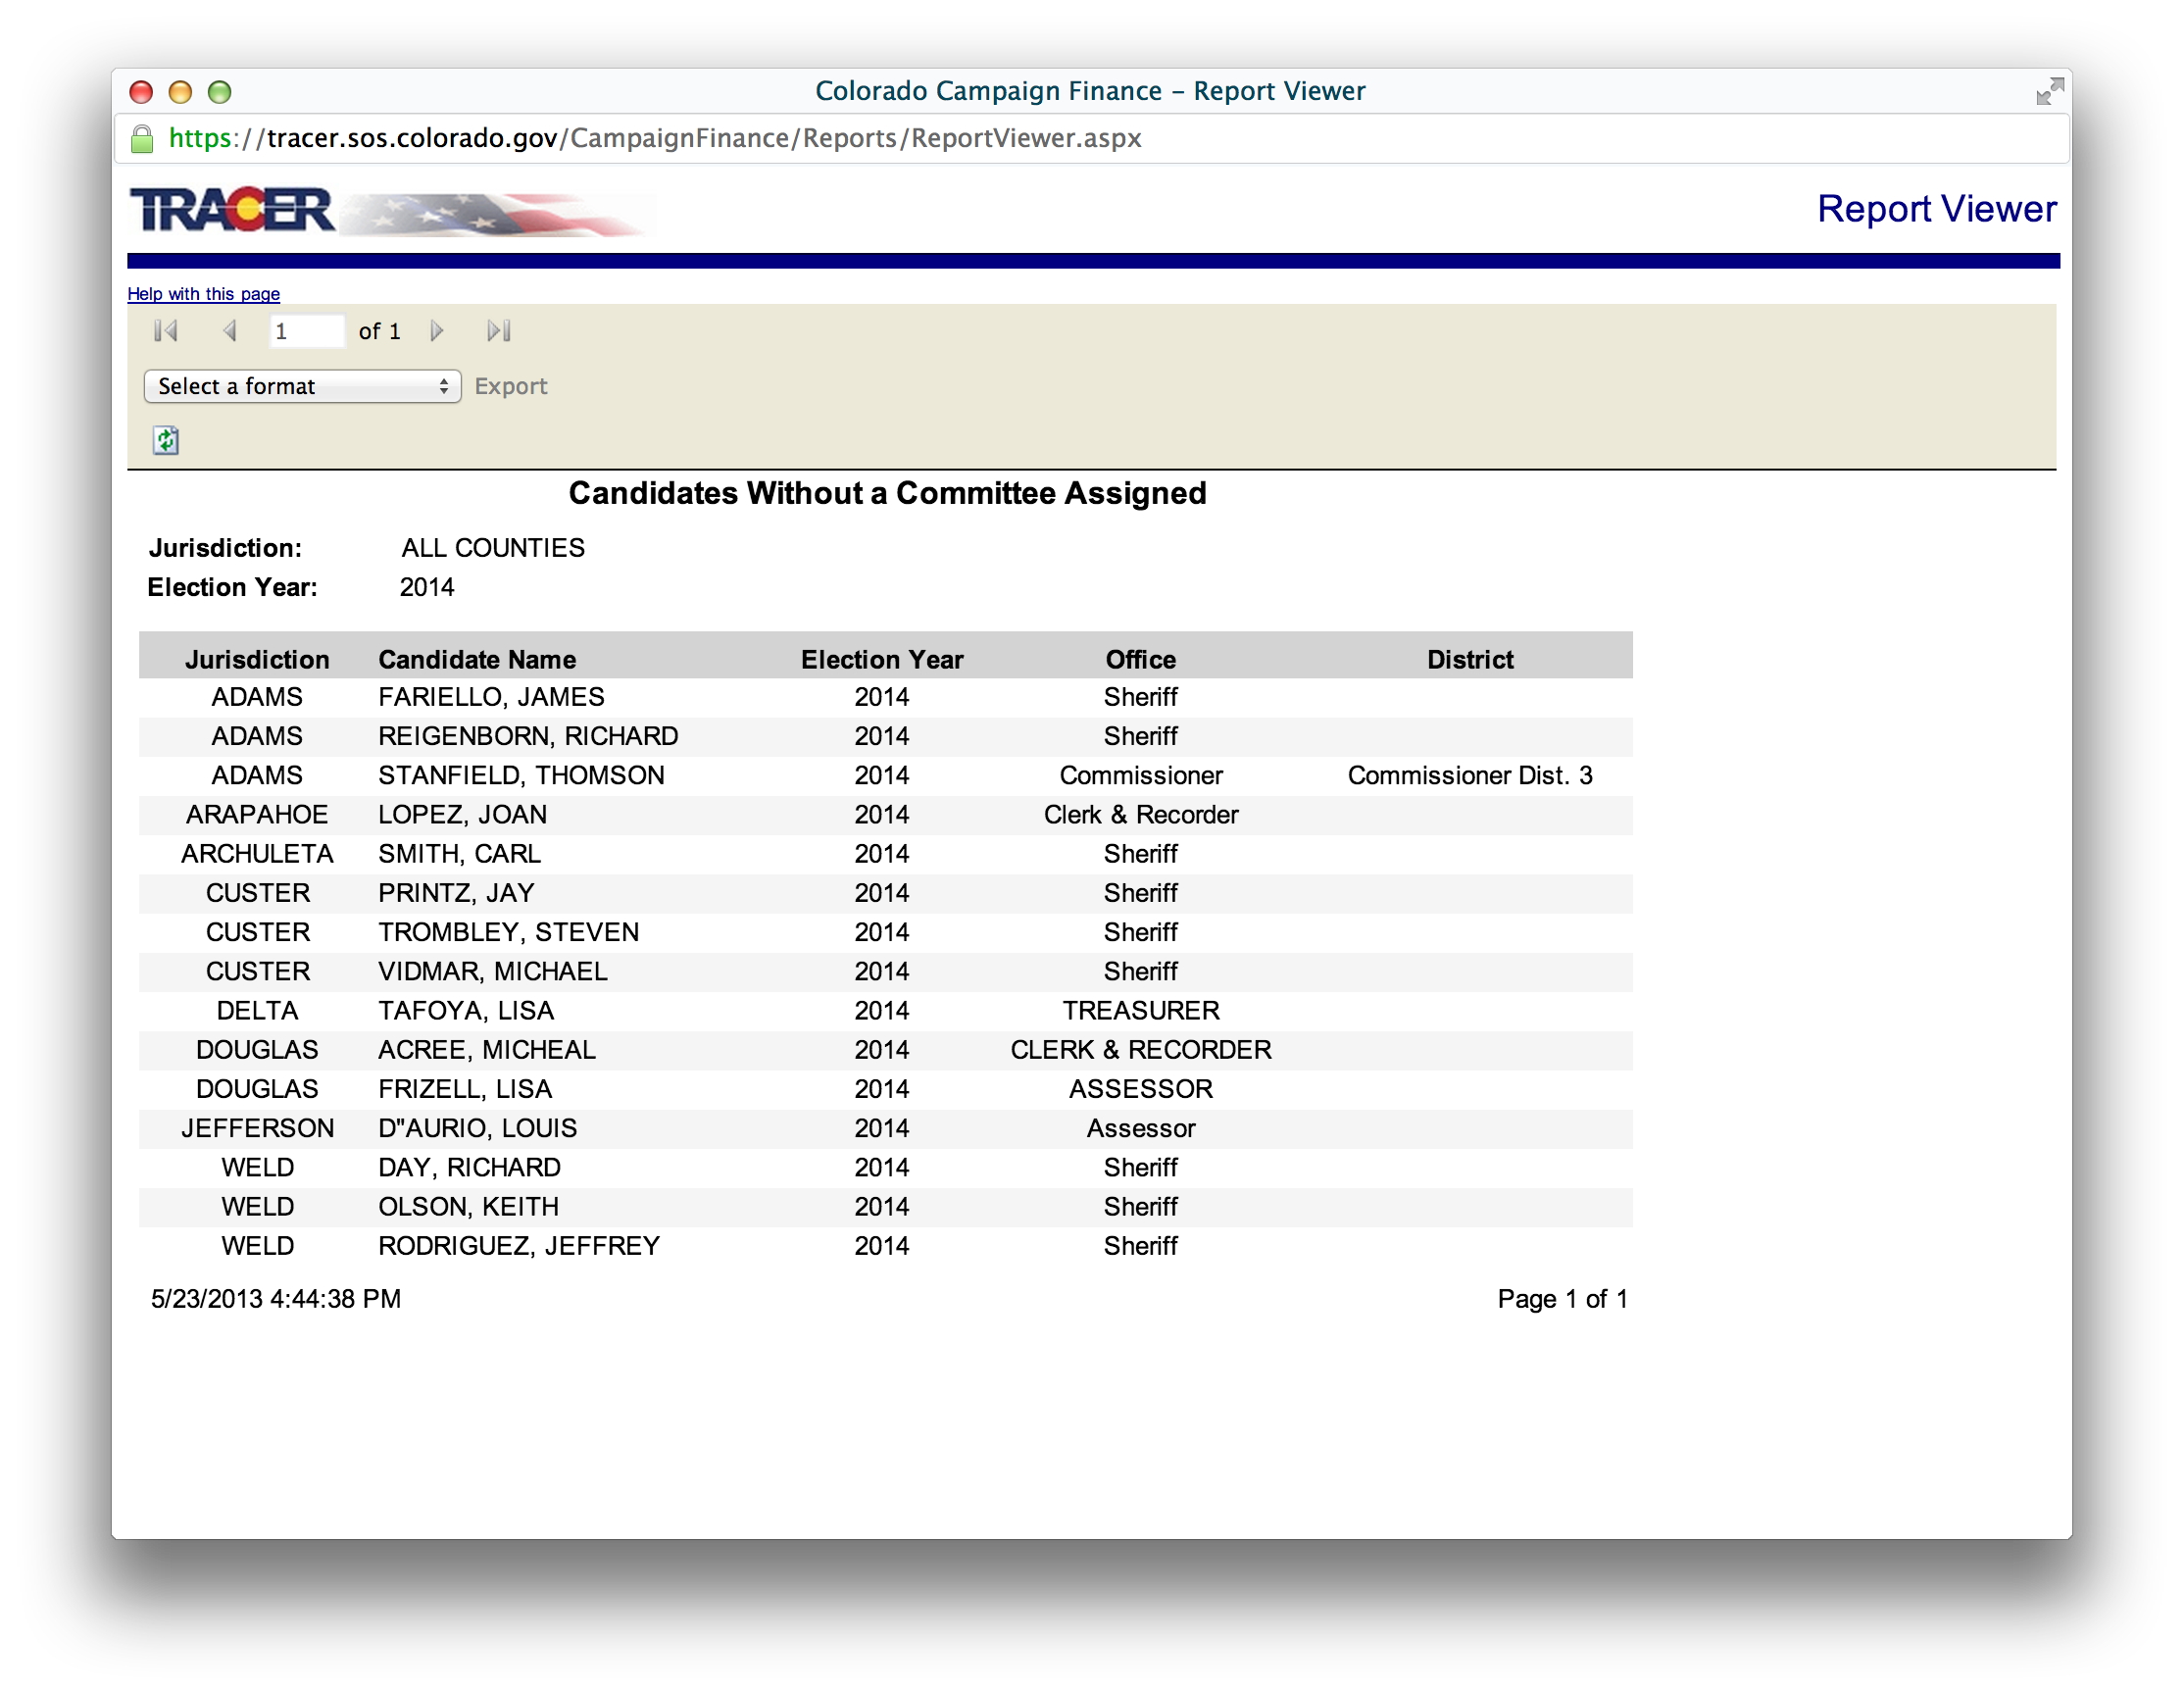 Colorado Campaign Finance – Report Viewer
https://tracer.sos.colorado.gov/CampaignFinance/Reports/ReportViewer.aspx
TRACER Report Viewer
Help with this page
1 of 1
Select a format Export
Candidates Without a Committee Assigned
Jurisdiction: ALL COUNTIES
Election Year: 2014
Jurisdiction Candidate Name Election Year Office District
ADAMS FARIELLO, JAMES 2014 Sheriff
ADAMS REIGENBORN, RICHARD 2014 Sheriff
ADAMS STANFIELD, THOMSON 2014 Commissioner Commissioner Dist. 3
ARAPAHOE LOPEZ, JOAN 2014 Clerk & Recorder
ARCHULETA SMITH, CARL 2014 Sheriff
CUSTER PRINTZ, JAY 2014 Sheriff
CUSTER TROMBLEY, STEVEN 2014 Sheriff
CUSTER VIDMAR, MICHAEL 2014 Sheriff
DELTA TAFOYA, LISA 2014 TREASURER
DOUGLAS ACREE, MICHEAL 2014 CLERK & RECORDER
DOUGLAS FRIZELL, LISA 2014 ASSESSOR
JEFFERSON D"AURIO, LOUIS 2014 Assessor
WELD DAY, RICHARD 2014 Sheriff
WELD OLSON, KEITH 2014 Sheriff
WELD RODRIGUEZ, JEFFREY 2014 Sheriff
5/23/2013 4:44:38 PM Page 1 of 1